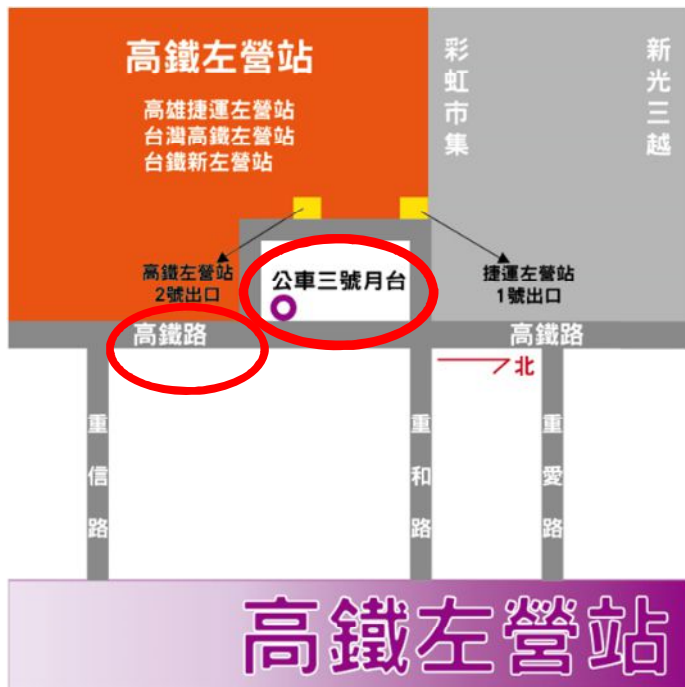 高鐵左營站
高雄捷運左營站
台灣高鐵左營站
台鐵新左營站
彩虹市集
新光三越
高鐵左營站
2號出口
公車三號月台
捷運左營站
1號出口
高鐵路
高鐵路
北
重信路
重和路
重愛路
高鐵左營站